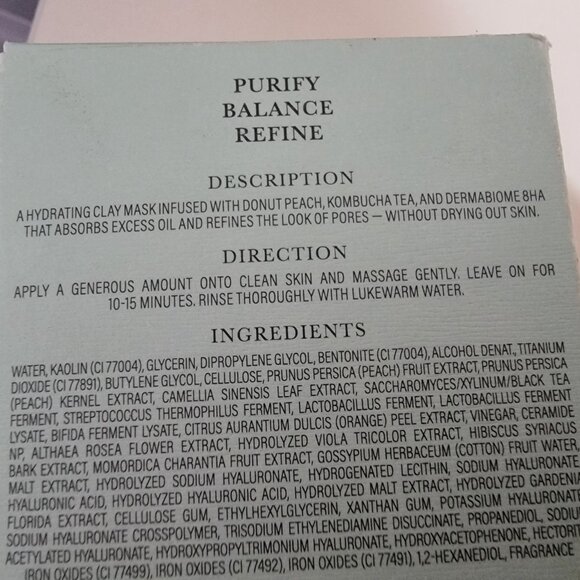 PURIFY
BALANCE
REFINE
DESCRIPTION
A HYDRATING CLAY MASK INFUSED WITH DONUT PEACH, KOMBUCHA TEA, AND DERMABIOME 8HA
THAT ABSORBS EXCESS OIL AND REFINES THE LOOK OF PORES — WITHOUT DRYING OUT SKIN.
DIRECTION
APPLY A GENEROUS AMOUNT ONTO CLEAN SKIN AND MASSAGE GENTLY. LEAVE ON FOR
10-15 MINUTES. RINSE THOROUGHLY WITH LUKEWARM WATER.
INGREDIENTS
WATER, KAOLIN (CI 77004), GLYCERIN, DIPROPYLENE GLYCOL, BENTONITE (CI 77004), ALCOHOL DENAT., TITANIUM
DIOXIDE (CI 77891), BUTYLENE GLYCOL, CELLULOSE, PRUNUS PERSICA (PEACH) FRUIT EXTRACT, PRUNUS PERSICA
(PEACH) KERNEL EXTRACT, CAMELLIA SINENSIS LEAF EXTRACT, SACCHAROMYCES/XYLINUM/BLACK TEA
FERMENT, STREPTOCOCCUS THERMOPHILUS FERMENT, LACTOBACILLUS FERMENT, LACTOBACILLUS FERMENT
LYSATE, BIFIDA FERMENT LYSATE, CITRUS AURANTIUM DULCIS (ORANGE) PEEL EXTRACT, VINEGAR, CERAMIDE
NP, ALTHAEA ROSEA FLOWER EXTRACT, HYDROLYZED VIOLA TRICOLOR EXTRACT, HIBISCUS SYRIACUS
BARK EXTRACT, MOMORDICA CHARANTIA FRUIT EXTRACT, GOSSYPIUM HERBACEUM (COTTON) FRUIT WATER,
MALT EXTRACT, HYDROLYZED SODIUM HYALURONATE, HYDROGENATED LECITHIN, SODIUM HYALURONATE,
HYALURONIC ACID, HYDROLYZED HYALURONIC ACID, HYDROLYZED MALT EXTRACT, HYDROLYZED GARDENIA
FLORIDA EXTRACT, CELLULOSE GUM, ETHYLHEXYLGLYCERIN, XANTHAN GUM, POTASSIUM HYALURONATE,
SODIUM HYALURONATE CROSSPOLYMER, TRISODIUM ETHYLENEDIAMINE DISUCCINATE, PROPANEDIOL, SODIUM
ACETYLATED HYALURONATE, HYDROXYPROPYLTRIMONIUM HYALURONATE, HYDROXYACETOPHENONE, HECTORITE,
IRON OXIDES (CI 77499), IRON OXIDES (CI 77492), IRON OXIDES (CI 77491), 1,2-HEXANEDIOL, FRAGRANCE